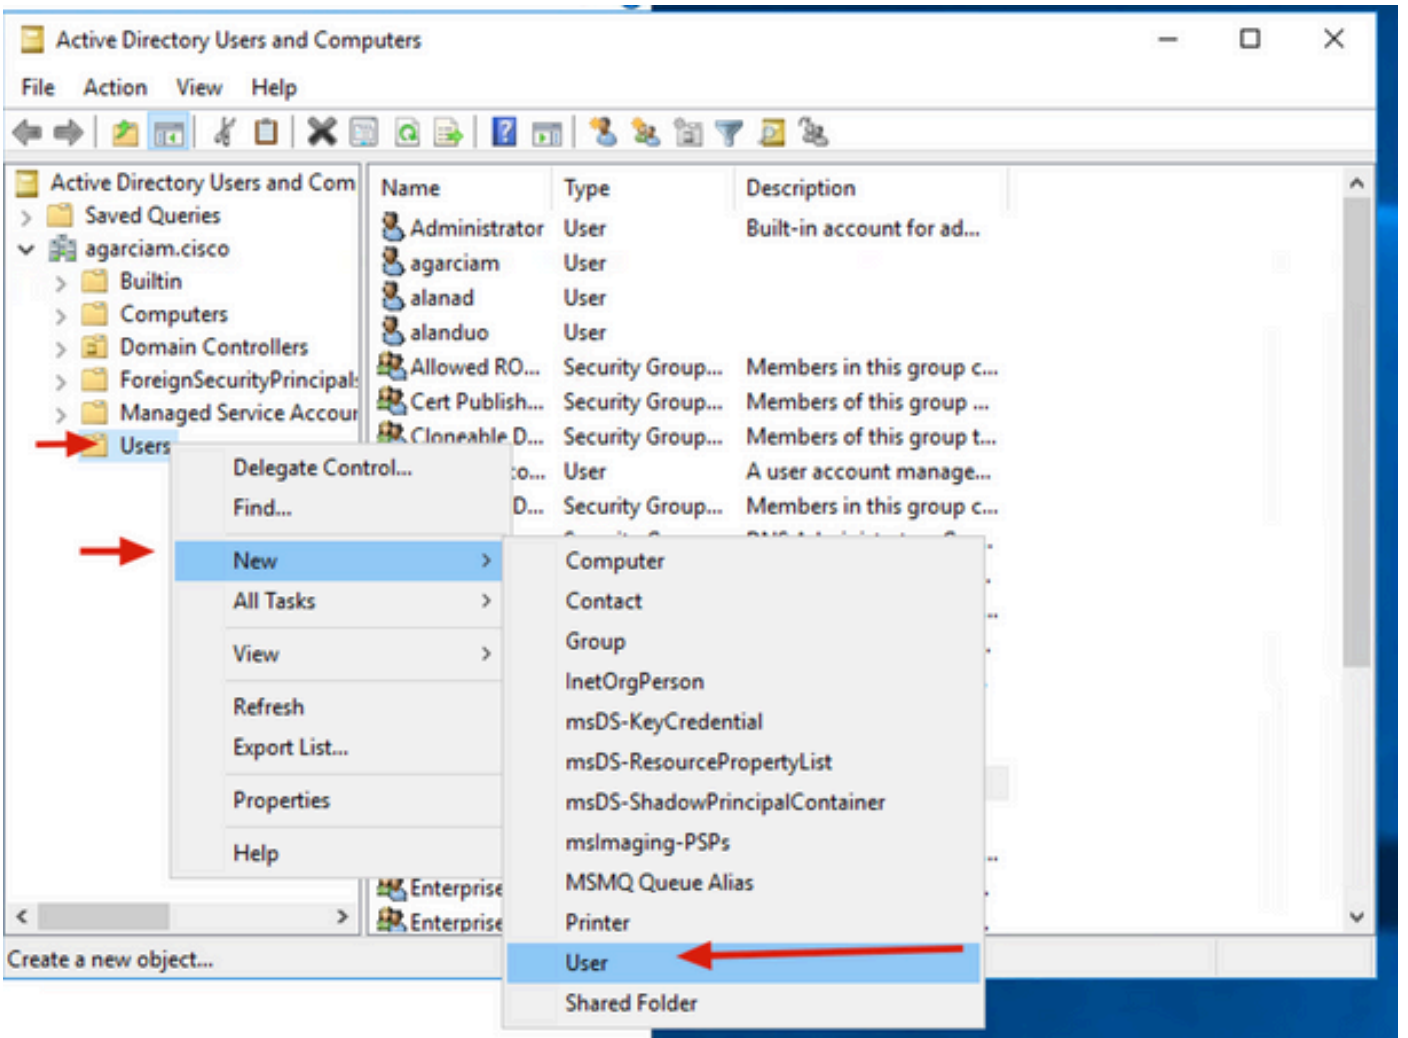 Active Directory Users and Computers
File Action View Help
Active Directory Users and Com
Saved Queries
agarciam.cisco
Builtin
Computers
Domain Controllers
ForeignSecurityPrincipals
Managed Service Accour
Users
Name Type Description
Administrator User Built-in account for ad...
agarciam User
alanad User
alanduo User
Allowed RO... Security Group... Members in this group c...
Cert Publish... Security Group... Members of this group ...
Cloneable D... Security Group... Members of this group t...
:o... User A user account manage...
D... Security Group... Members in this group c...
Enterprise
Enterprise
Delegate Control...
Find...
New
All Tasks
View
Refresh
Export List...
Properties
Help
Computer
Contact
Group
InetOrgPerson
msDS-KeyCredential
msDS-ResourcePropertyList
msDS-ShadowPrincipalContainer
msImaging-PSPs
MSMQ Queue Alias
Printer
User
Shared Folder
Create a new object...